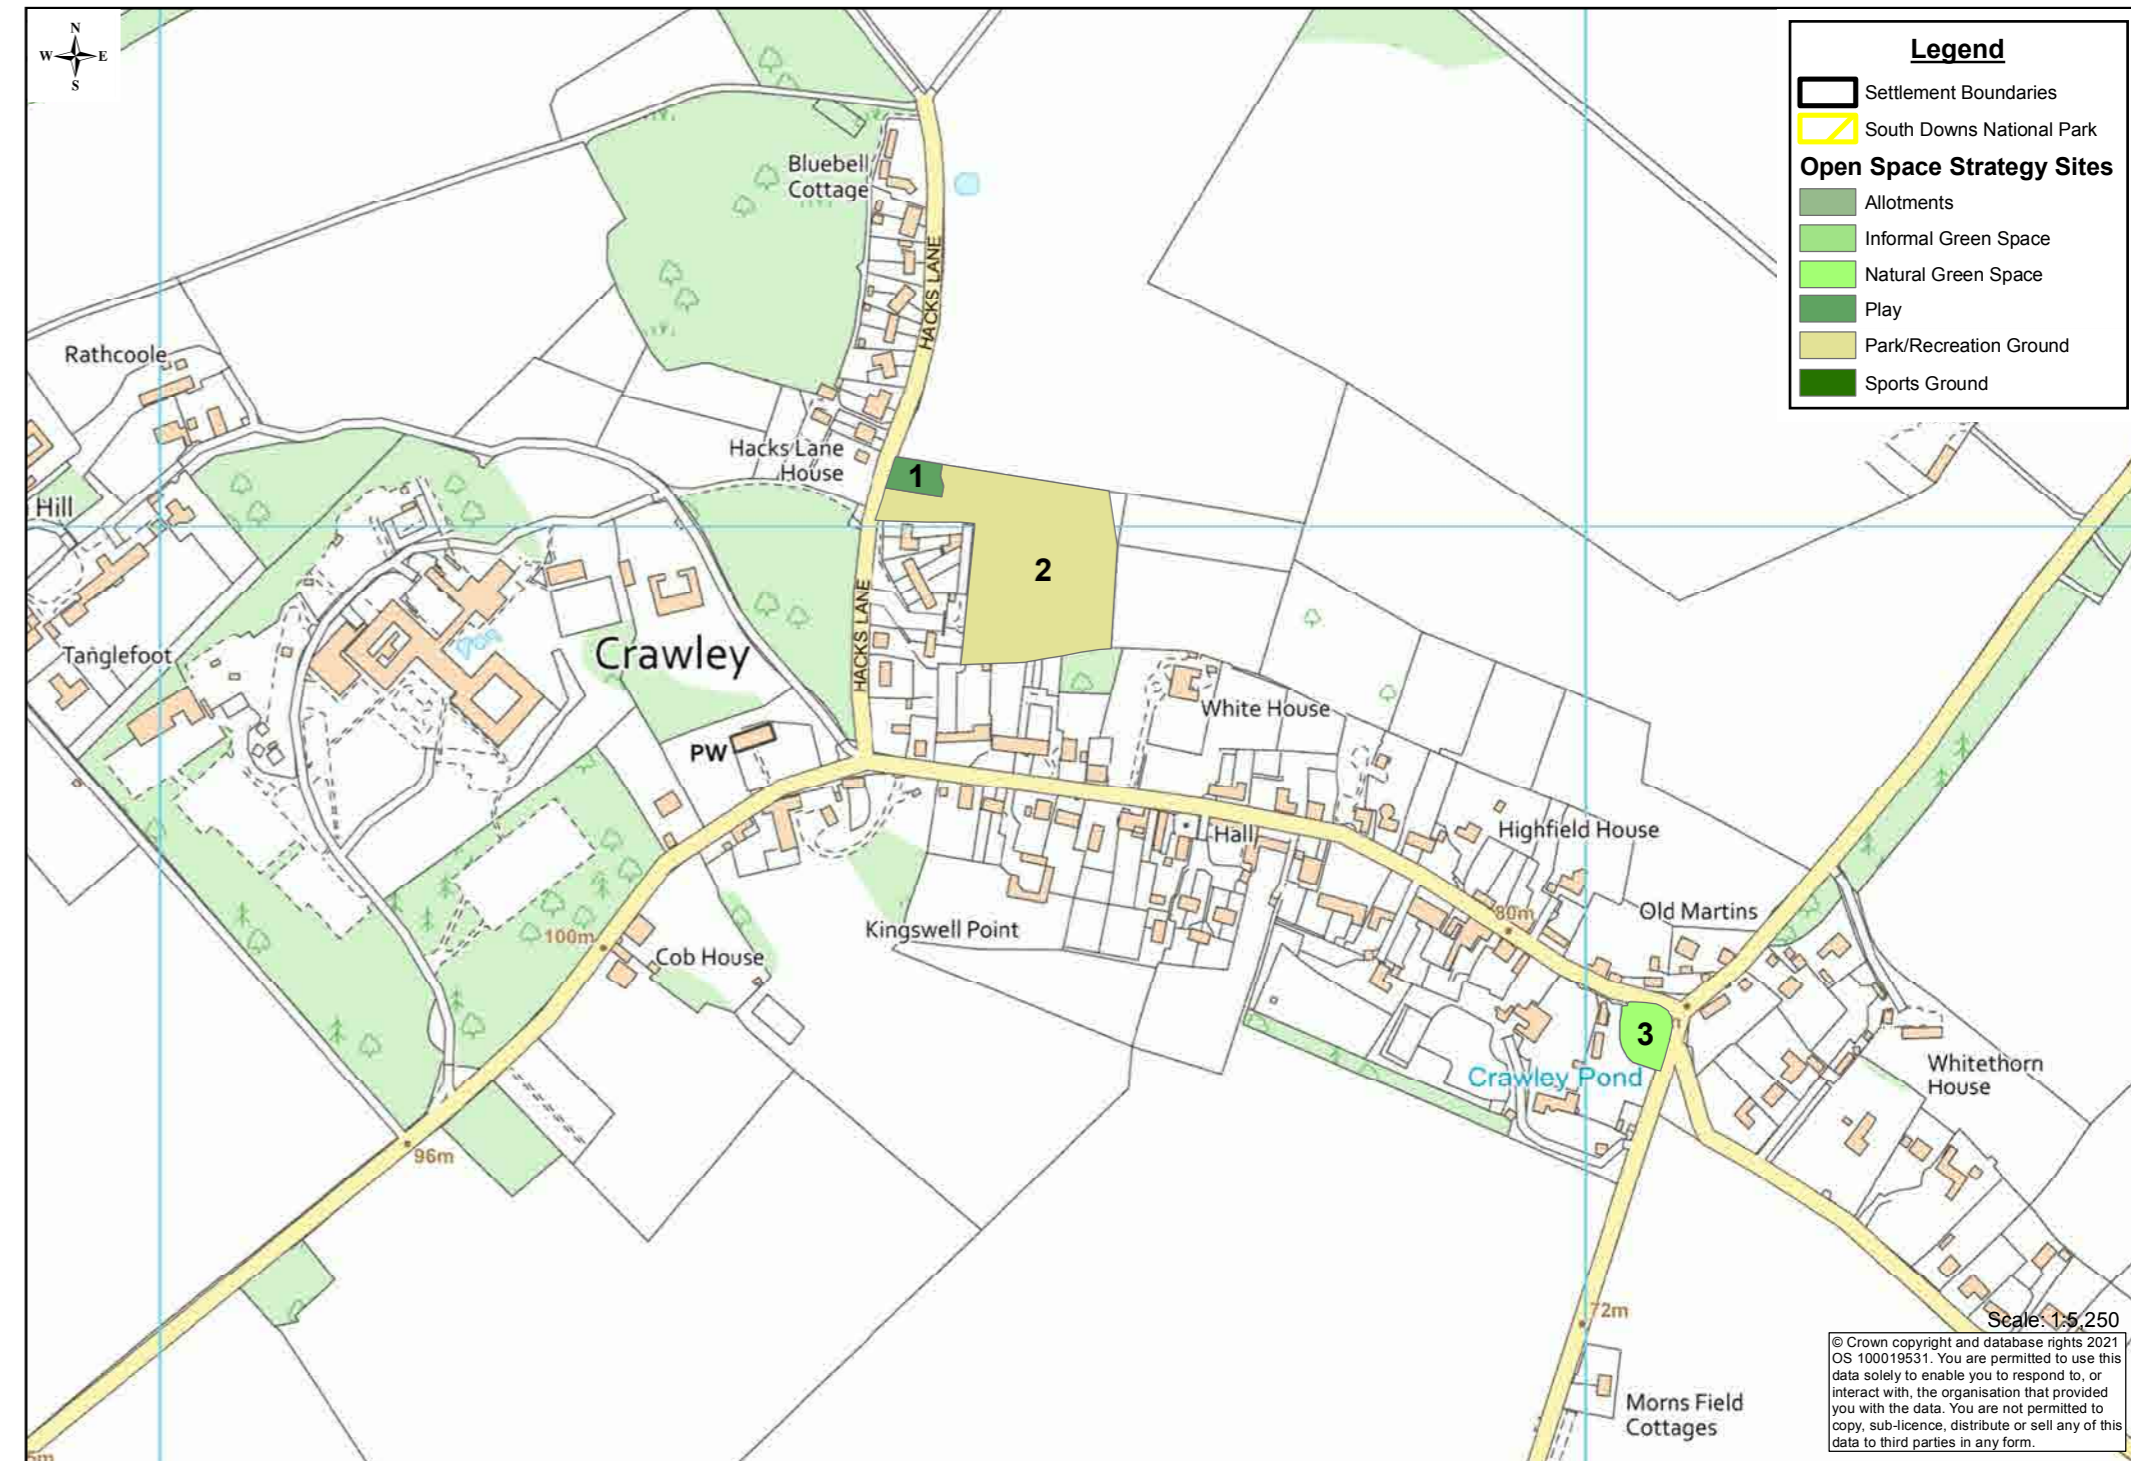 N
W E
S
Legend
Settlement Boundaries
South Downs National Park
Open Space Strategy Sites
Allotments
Informal Green Space
Natural Green Space
Play
Park/Recreation Ground
Sports Ground
Bluebell
Cottage
HACKS LANE
Rathcoole
Hacks Lane
House
1
Hill
2
HACKS LANE
Crawley
Tanglefoot
White House
PW
Hall
Highfield House
80m
Old Martins
Kingswell Point
100m
Cob House
3
Crawley Pond
Whitethorn
House
96m
72m
Scale: 1:5,250
© Crown copyright and database rights 2021
OS 100019531. You are permitted to use this
data solely to enable you to respond to, or
interact with, the organisation that provided
you with the data. You are not permitted to
copy, sub-licence, distribute or sell any of this
data to third parties in any form.
Morns Field
Cottages